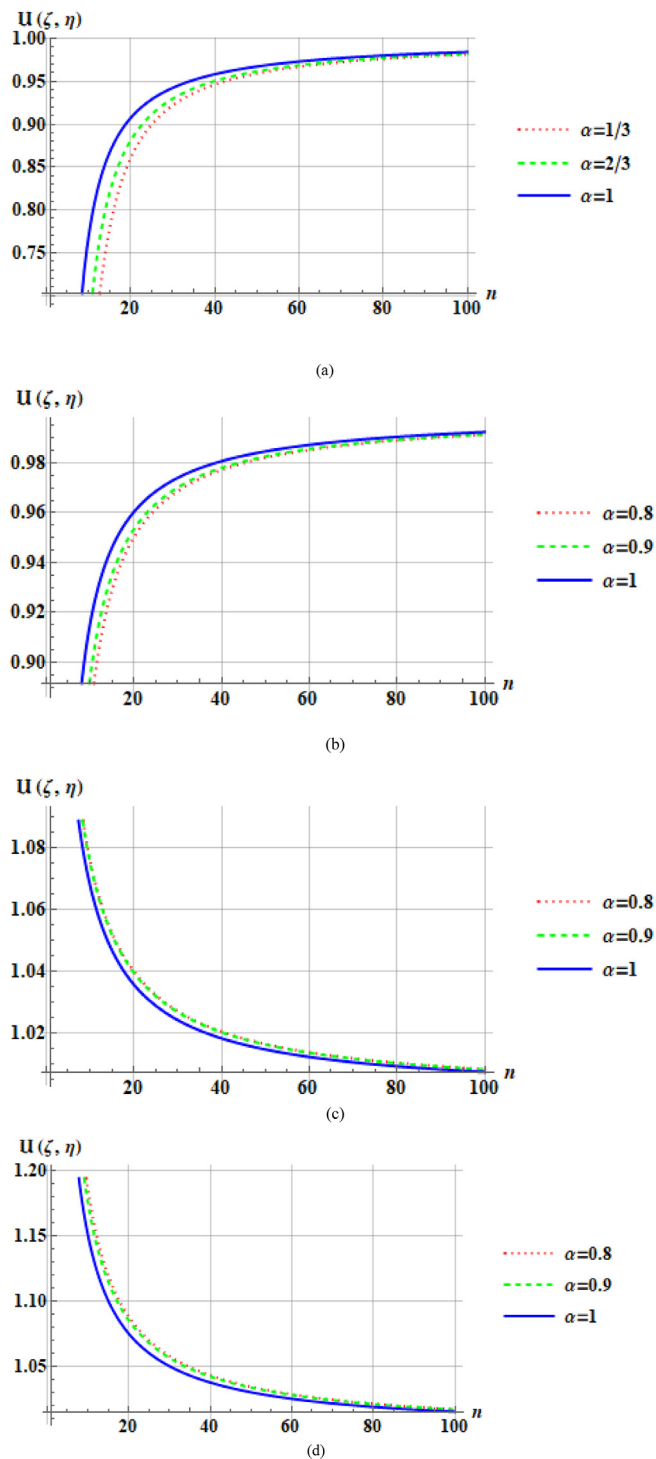 U (ζ, η)
1.00
0.95
0.90
0.85
0.80
0.75
20 40 60 80 100 n
α=1/3
α=2/3
α=1
(a)
U (ζ, η)
0.98
0.96
0.94
0.92
0.90
20 40 60 80 100 n
α=0.8
α=0.9
α=1
(b)
U (ζ, η)
1.08
1.06
1.04
1.02
20 40 60 80 100 n
α=0.8
α=0.9
α=1
(c)
U (ζ, η)
1.20
1.15
1.10
1.05
20 40 60 80 100 n
α=0.8
α=0.9
α=1
(d)